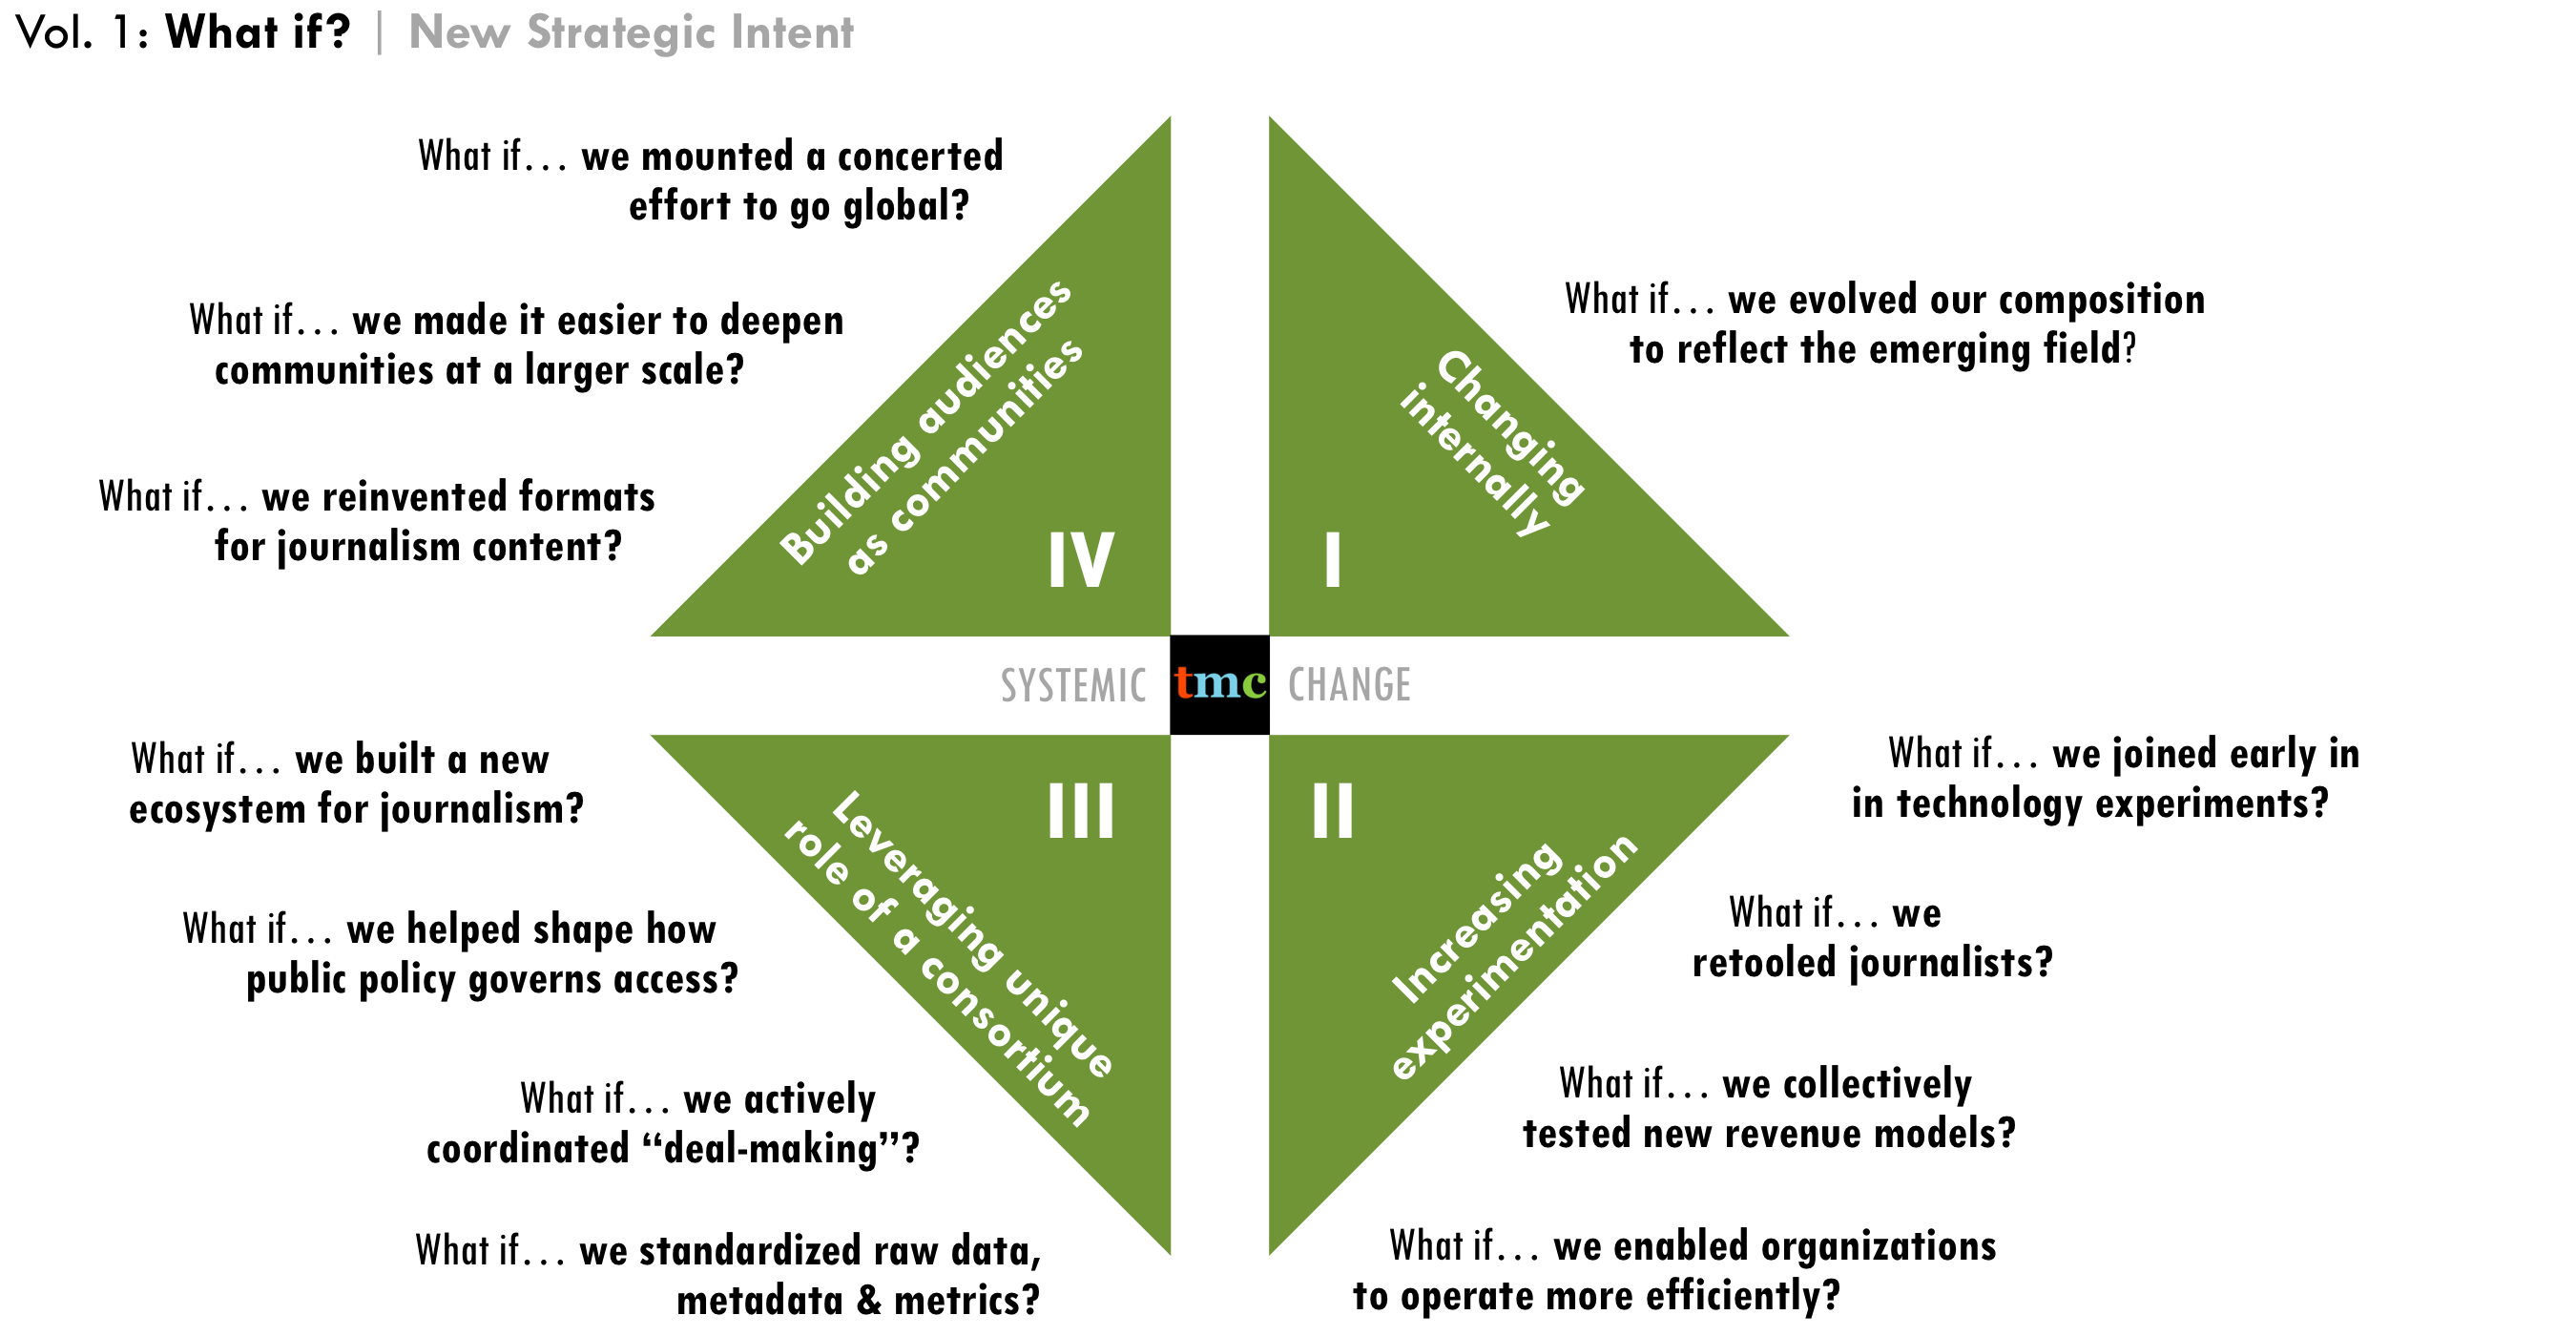 Vol. 1: What if? | New Strategic Intent
What if... we mounted a concerted
effort to go global?
What if... we made it easier to deepen
communities at a larger scale?
What if... we reinvented formats
for journalism content?
Building audiences
as communities
IV
Changing
internally
I
What if... we evolved our composition
to reflect the emerging field?
SYSTEMIC tmc CHANGE
What if... we built a new
ecosystem for journalism?
What if... we helped shape how
public policy governs access?
What if... we actively
coordinated “deal-making”?
What if... we standardized raw data,
metadata & metrics?
III
Leveraging unique
role of a consortium
II
Increasing
experimentation
What if... we joined early in
in technology experiments?
What if... we
retooled journalists?
What if... we collectively
tested new revenue models?
What if... we enabled organizations
to operate more efficiently?